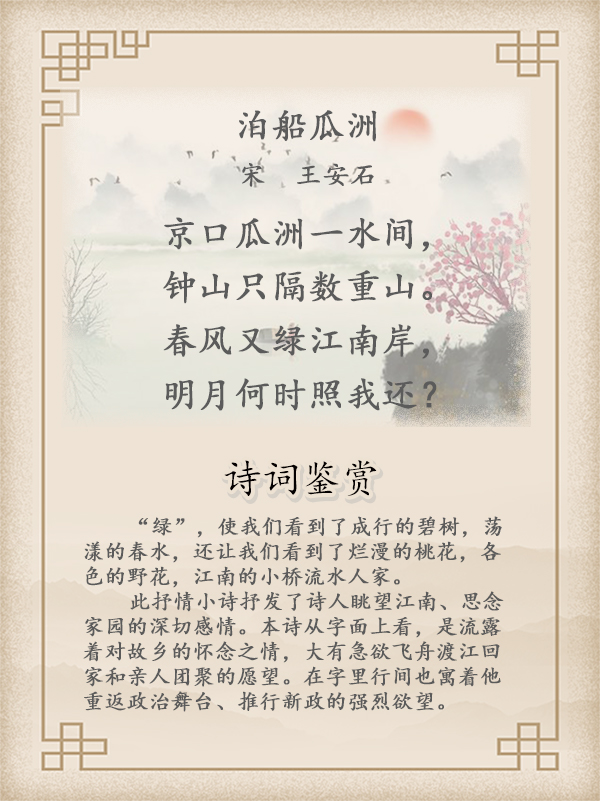 泊船瓜洲
宋 王安石
京口瓜洲一水间，
钟山只隔数重山。
春风又绿江南岸，
明月何时照我还？
诗词鉴赏
“绿”，使我们看到了成行的碧树，荡
漾的春水，还让我们看到了烂漫的桃花，各
色的野花，江南的小桥流水人家。
此抒情小诗抒发了诗人眺望江南、思念
家园的深切感情。本诗从字面上看，是流露
着对故乡的怀念之情，大有急欲飞舟渡江回
家和亲人团聚的愿望。在字里行间也寓着他
重返政治舞台、推行新政的强烈欲望。